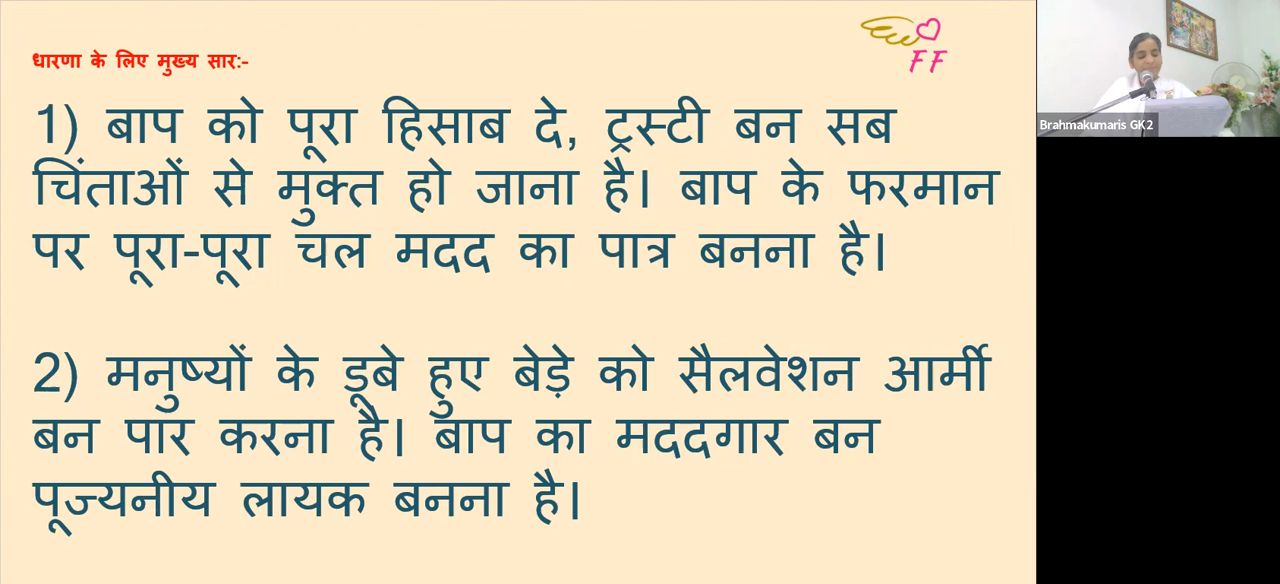 धारणा के लिए मुख्य सार:-
FF
1) बाप को पूरा हिसाब दे, ट्रस्टी बन सब
चिंताओं से मुक्त हो जाना है। बाप के फरमान
पर पूरा-पूरा चल मदद का पात्र बनना है।
2) मनुष्यों के डूबे हुए बेड़े को सैलवेशन आर्मी
बन पार करना है। बाप का मददगार बन
पूज्यनीय लायक बनना है।
Brahmakumaris GK2